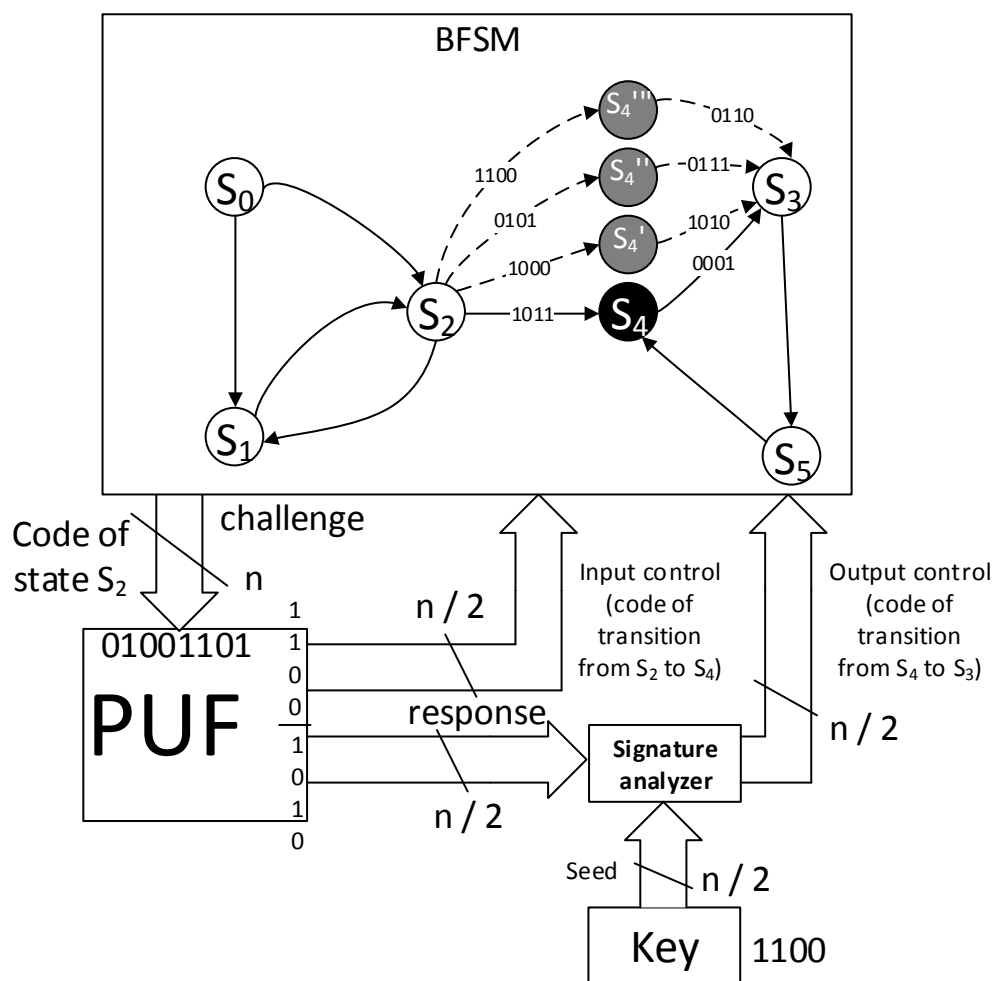 BFSM
S4'''
0110
1100
S4''
0111
S0
S3
0101
S4'
1010
1000
0001
S2
1011
S4
S1
S5
challenge
Code of
state S2
n
Input control
(code of
transition
from S2 to S4)
Output control
(code of
transition
from S4 to S3)
n / 2
1
01001101
1
0
0
PUF
response
1
0
1
0
n / 2
Signature
analyzer
n / 2
Seed
n / 2
Key
1100